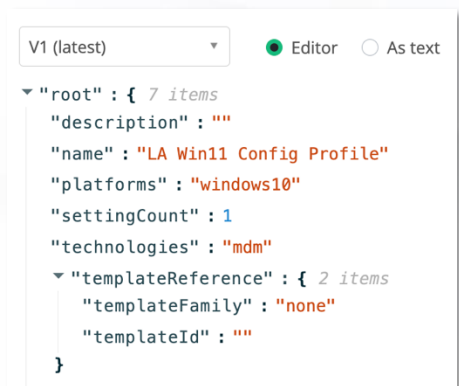 V1 (latest) ▼ Editor As text
▼ "root" : { 7 items
"description" : ""
"name" : "LA Win11 Config Profile"
"platforms" : "windows10"
"settingCount" : 1
"technologies" : "mdm"
▼ "templateReference" : { 2 items
"templateFamily" : "none"
"templateId" : ""
}